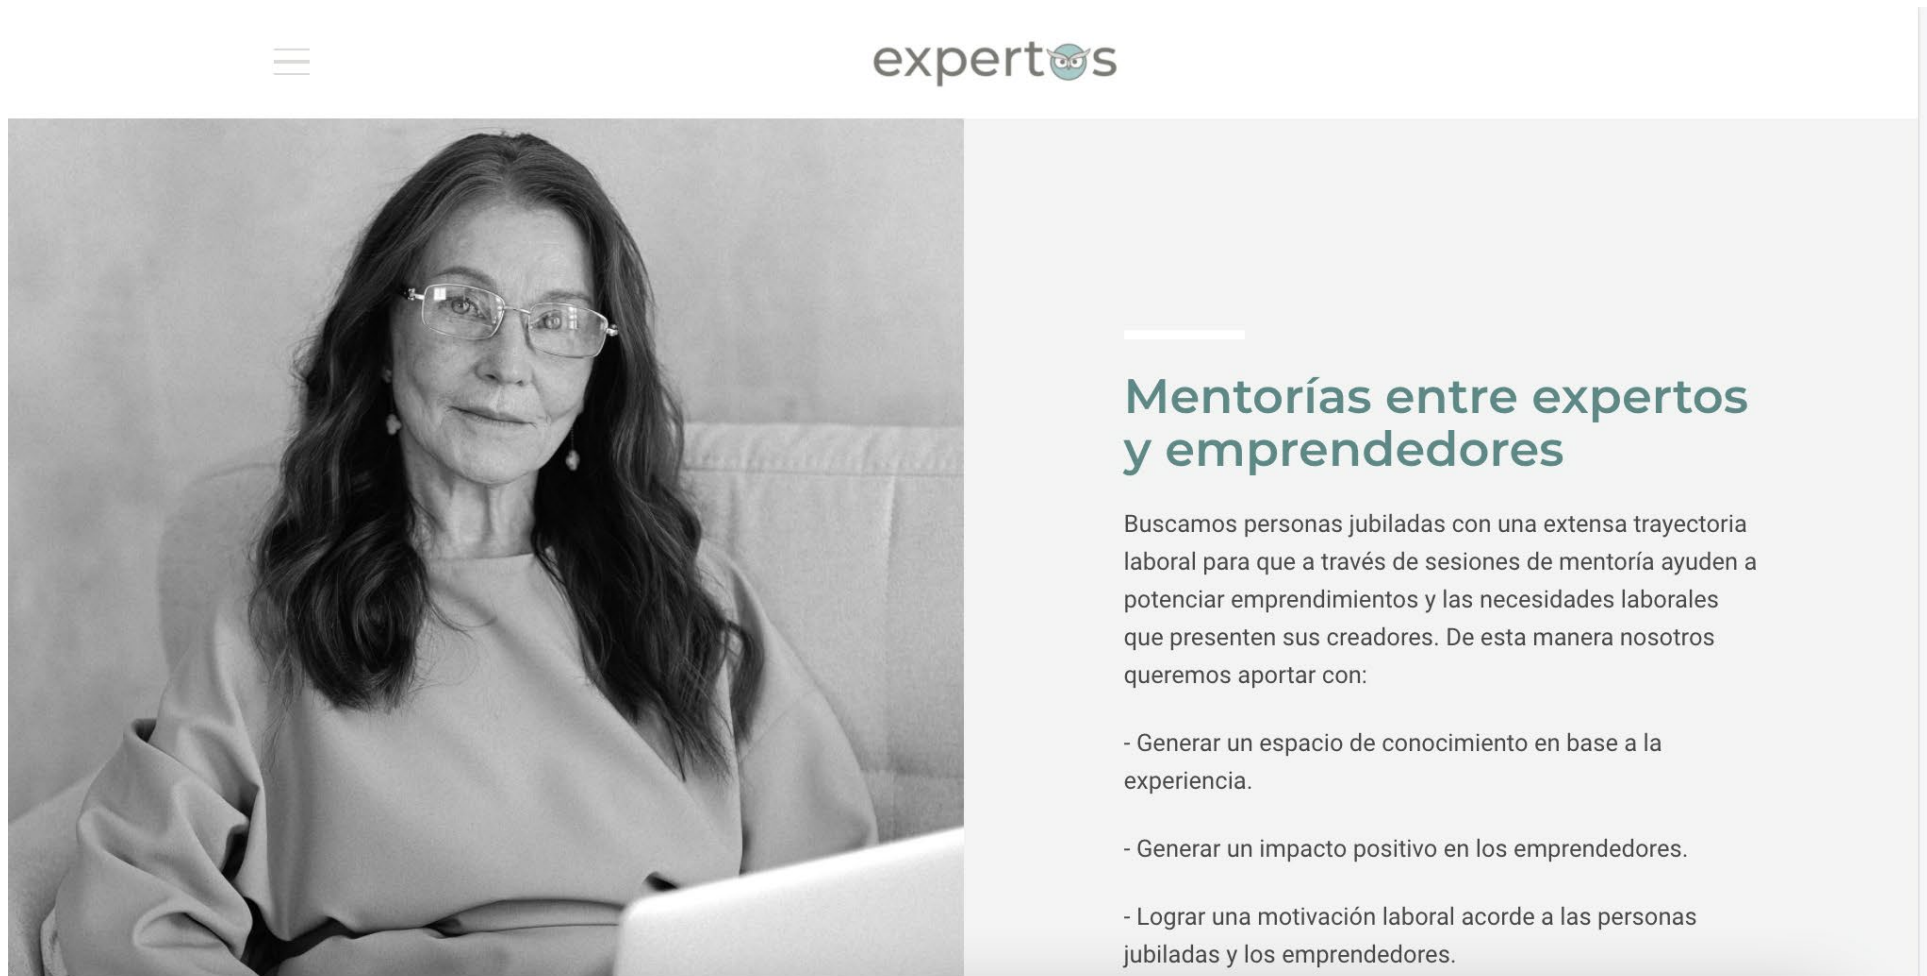 expertos
Mentorías entre expertos
y emprendedores
Buscamos personas jubiladas con una extensa trayectoria
laboral para que a través de sesiones de mentoría ayuden a
potenciar emprendimientos y las necesidades laborales
que presenten sus creadores. De esta manera nosotros
queremos aportar con:
- Generar un espacio de conocimiento en base a la
experiencia.
- Generar un impacto positivo en los emprendedores.
- Lograr una motivación laboral acorde a las personas
jubiladas y los emprendedores.